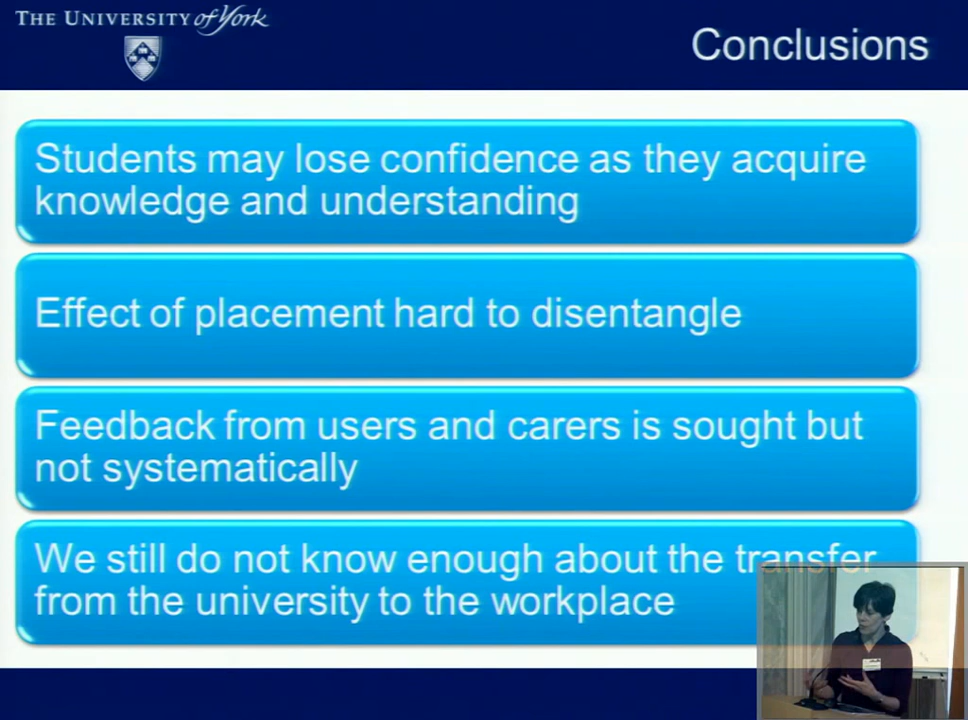 THE UNIVERSITY of York
Conclusions
Students may lose confidence as they acquire
knowledge and understanding
Effect of placement hard to disentangle
Feedback from users and carers is sought but
not systematically
We still do not know enough about the transfer
from the university to the workplace